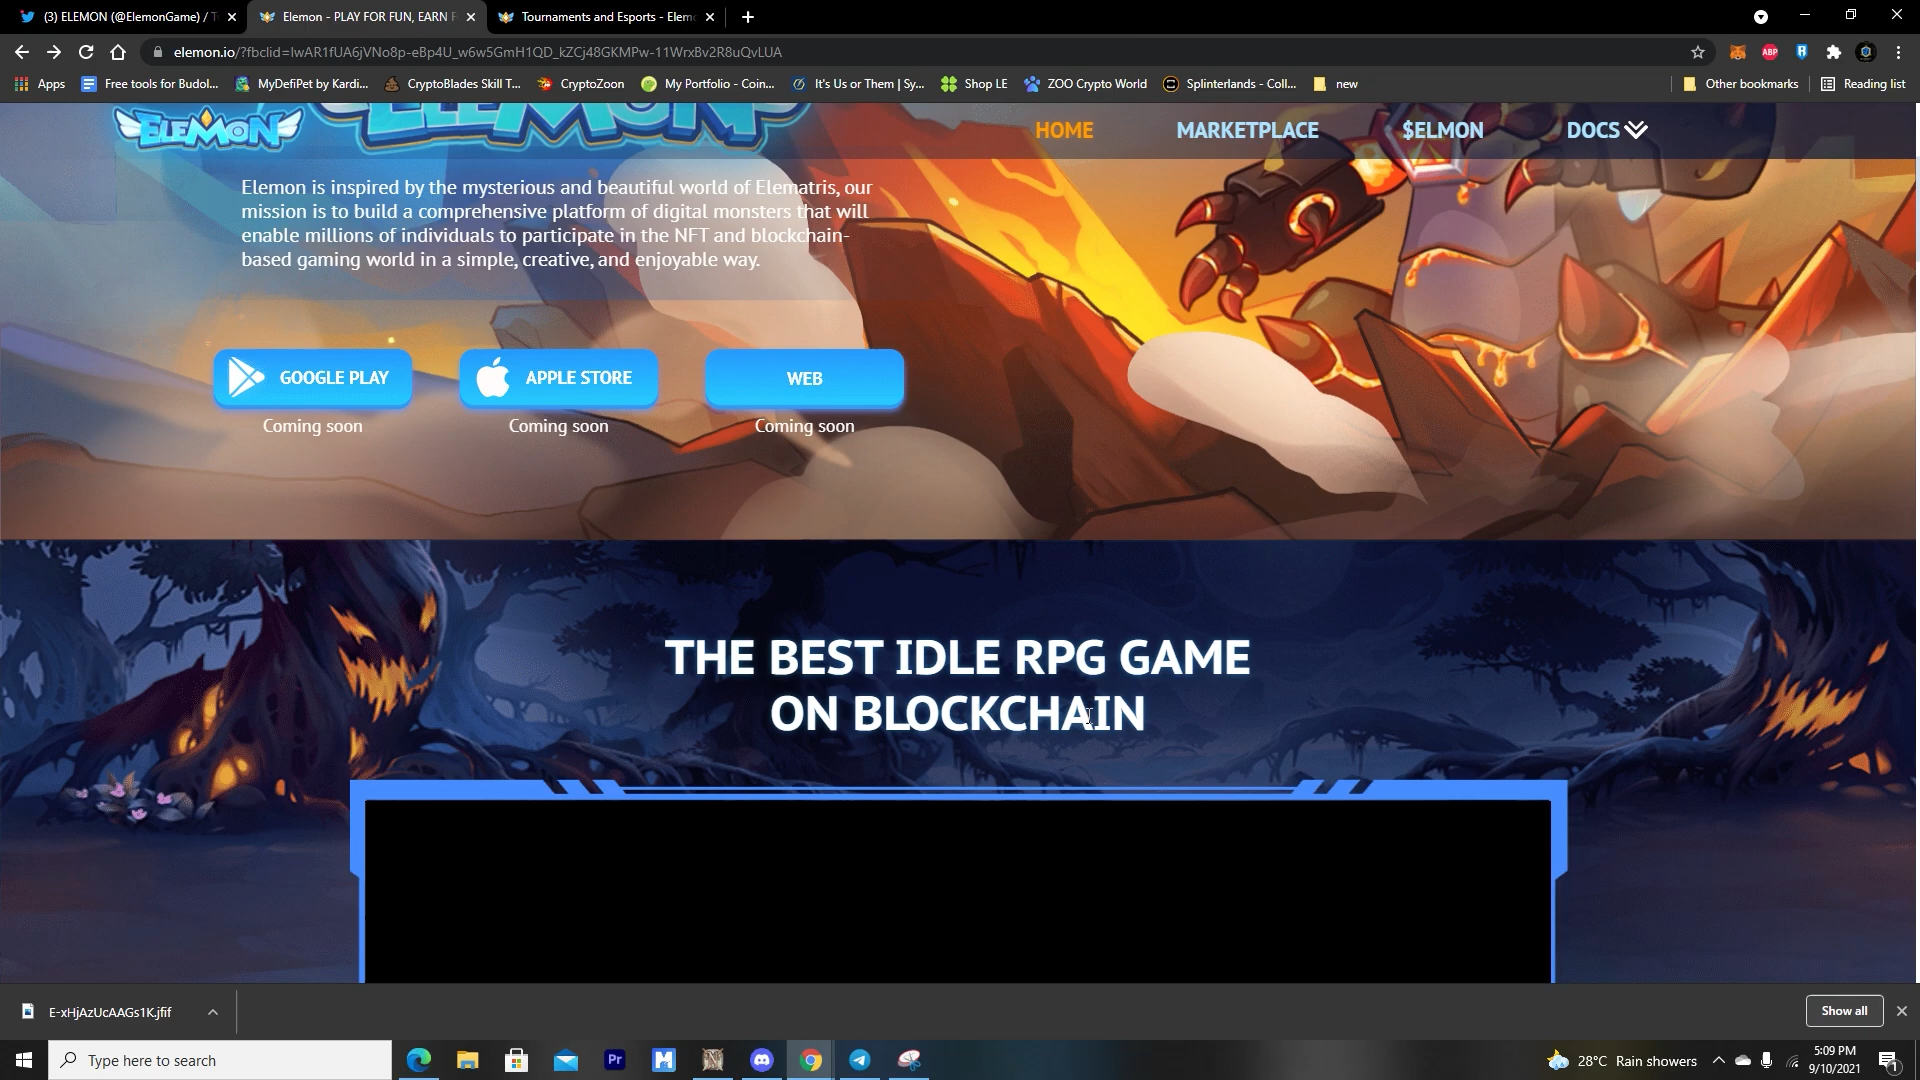 (3) ELEMON (@ElemonGame) / T
Elemon - PLAY FOR FUN, EARN F
Tournaments and Esports - Elem
elemon.io/?fbclid=IwAR1fUA6jVNo8p-eBp4U_w6w5GmH1QD_kZCj48GKMPw-11WrxBv2R8uQvLUA
ABP
Apps
Free tools for Budol...
MyDefiPet by Kardi...
CryptoBlades Skill T...
CryptoZoon
My Portfolio - Coin...
It's Us or Them | Sy...
Shop LE
ZOO Crypto World
Splinterlands - Coll...
new
Other bookmarks
Reading list
ELEMON
ELEMON
HOME
MARKETPLACE
$ELMON
DOCS
Elemon is inspired by the mysterious and beautiful world of Elematris, our
mission is to build a comprehensive platform of digital monsters that will
enable millions of individuals to participate in the NFT and blockchain-
based gaming world in a simple, creative, and enjoyable way.
GOOGLE PLAY
APPLE STORE
WEB
Coming soon
Coming soon
Coming soon
THE BEST IDLE RPG GAME
ON BLOCKCHAIN
E-xHjAzUcAAGs1K.jfif
Show all
Type here to search
Pr
M
N
28°C Rain showers
5:09 PM
9/10/2021
1